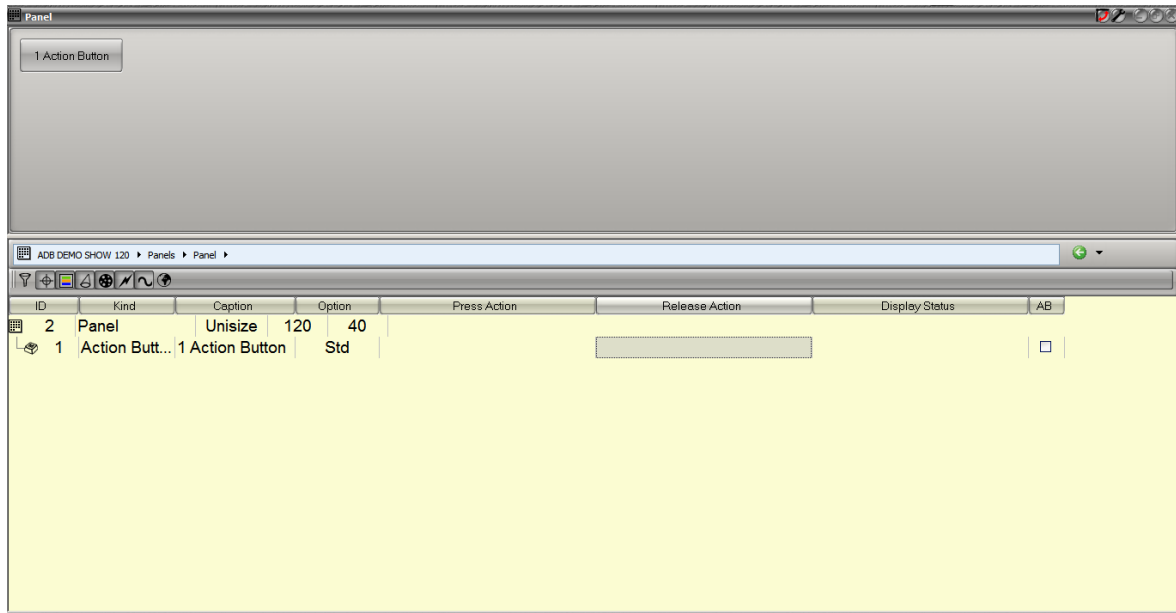 Panel
1 Action Button
ADB DEMO SHOW 120 Panels Panel
ID Kind Caption Option Press Action Release Action Display Status AB
2 Panel Unisize 120 40
1 Action Butt... 1 Action Button Std